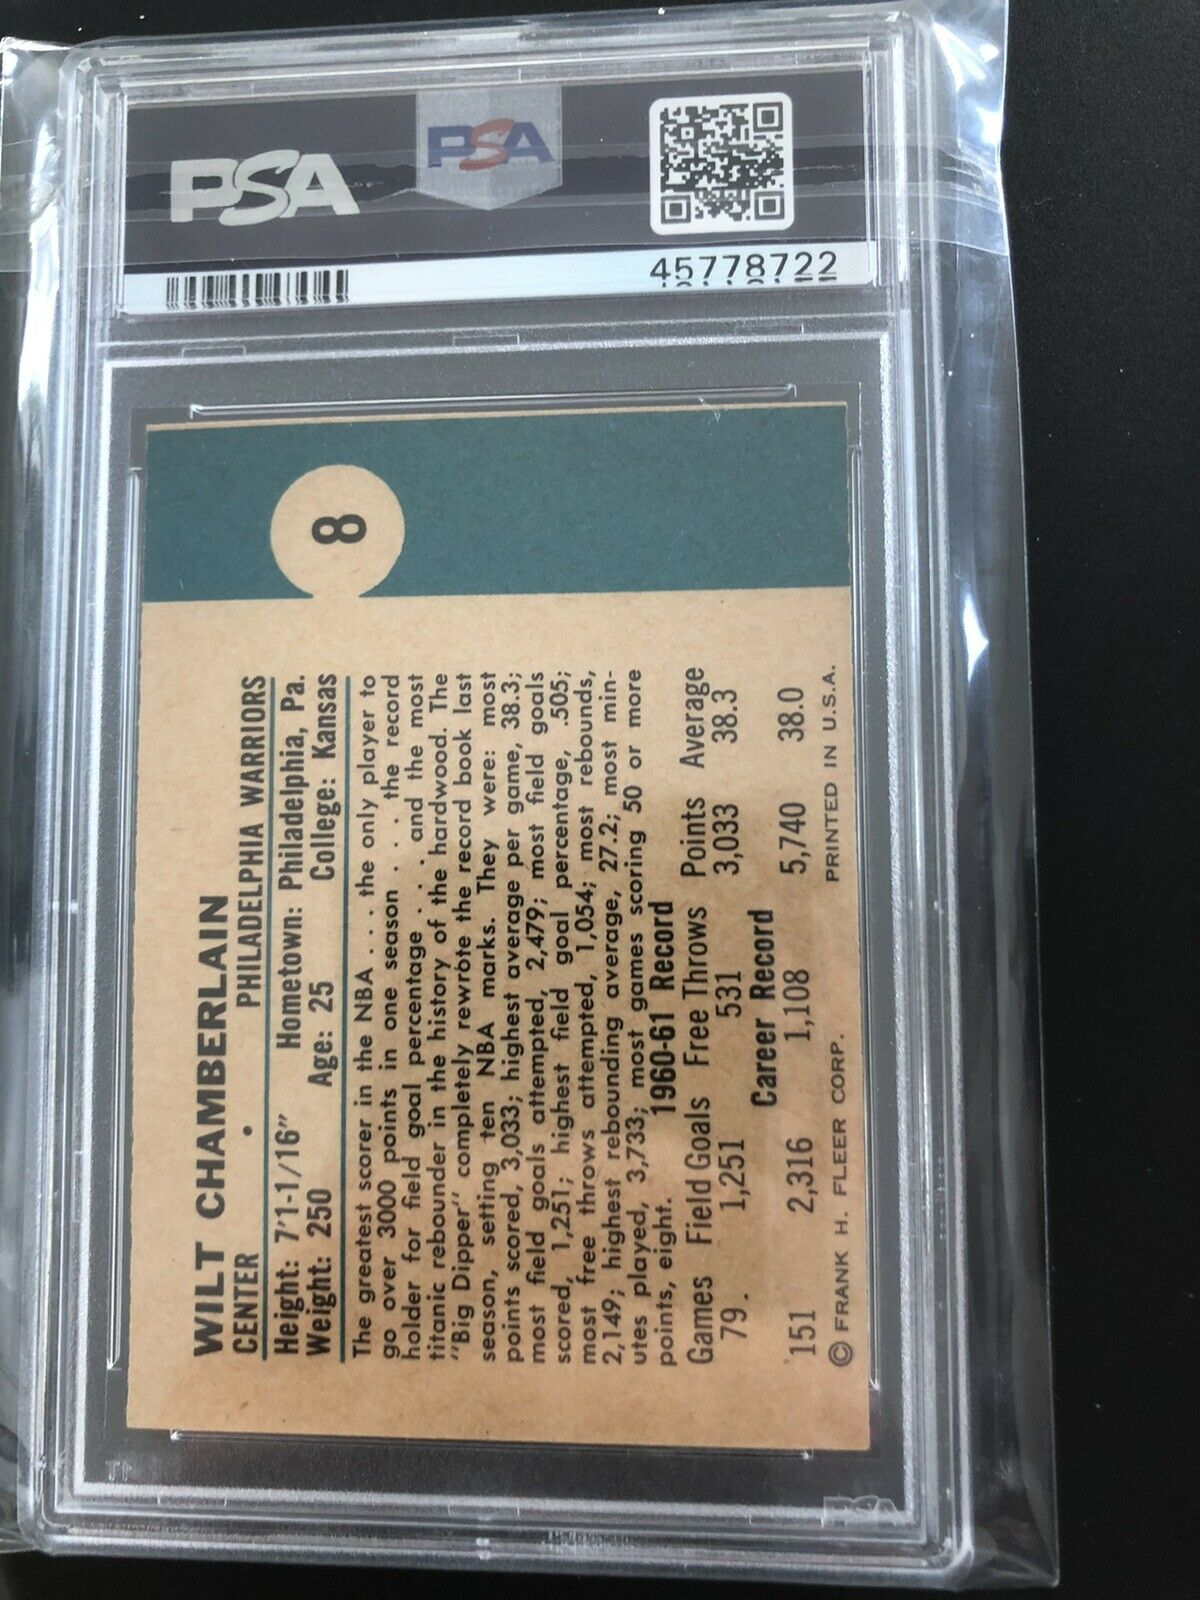 PSA
PSA
45778722
8
WILT CHAMBERLAIN
CENTER • PHILADELPHIA WARRIORS
Height: 7'1-1/16" Hometown: Philadelphia, Pa.
Weight: 250 Age: 25 College: Kansas
The greatest scorer in the NBA . . . the only player to
go over 3000 points in one season . . . the record
holder for field goal percentage . . . and the most
titanic rebounder in the history of the hardwood. The
"Big Dipper" completely rewrote the record book last
season, setting ten NBA marks. They were: most
points scored, 3,033; highest average per game, 38.3;
most field goals attempted, 2,479; most field goals
scored, 1,251; highest field goal percentage, .505;
most free throws attempted, 1,054; most rebounds,
2,149; highest rebounding average, 27.2; most min-
utes played, 3,733; most games scoring 50 or more
points, eight.
1960-61 Record
Games Field Goals Free Throws Points Average
79. 1,251 531 3,033 38.3
Career Record
151 2,316 1,108 5,740 38.0
© FRANK H. FLEER CORP. PRINTED IN U.S.A.
PSA